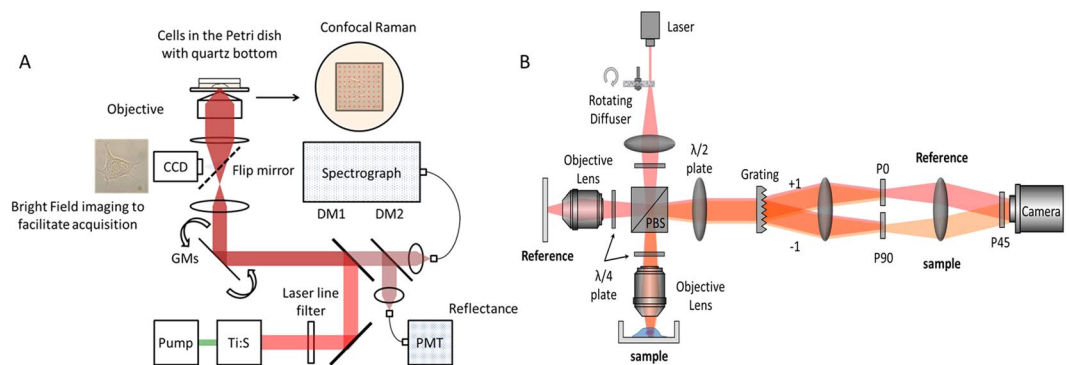 A
Cells in the Petri dish
with quartz bottom
Confocal Raman
Objective
CCD
Flip mirror
Bright Field imaging to
facilitate acquisition
Spectrograph
DM1
DM2
GMs
Laser line
filter
Reflectance
Pump
Ti:S
PMT
B
Laser
Rotating
Diffuser
Objective
Lens
λ/2
plate
Grating
+1
-1
P0
P90
Reference
Camera
P45
sample
PBS
Reference
λ/4
plate
Objective
Lens
sample